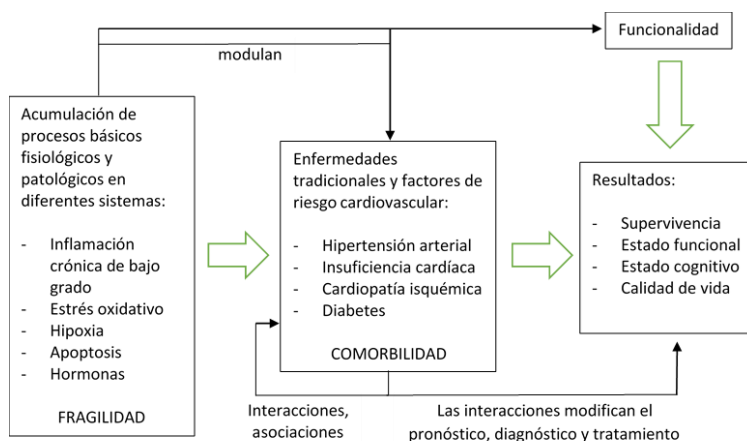 Funcionalidad
modulan
Acumulación de
procesos básicos
fisiológicos y
patológicos en
diferentes sistemas:
- Inflamación
crónica de bajo
grado
- Estrés oxidativo
- Hipoxia
- Apoptosis
- Hormonas
FRAGILIDAD
Enfermedades
tradicionales y factores de
riesgo cardiovascular:
- Hipertensión arterial
- Insuficiencia cardíaca
- Cardiopatía isquémica
- Diabetes
COMORBILIDAD
Resultados:
- Supervivencia
- Estado funcional
- Estado cognitivo
- Calidad de vida
Interacciones,
asociaciones
Las interacciones modifican el
pronóstico, diagnóstico y tratamiento